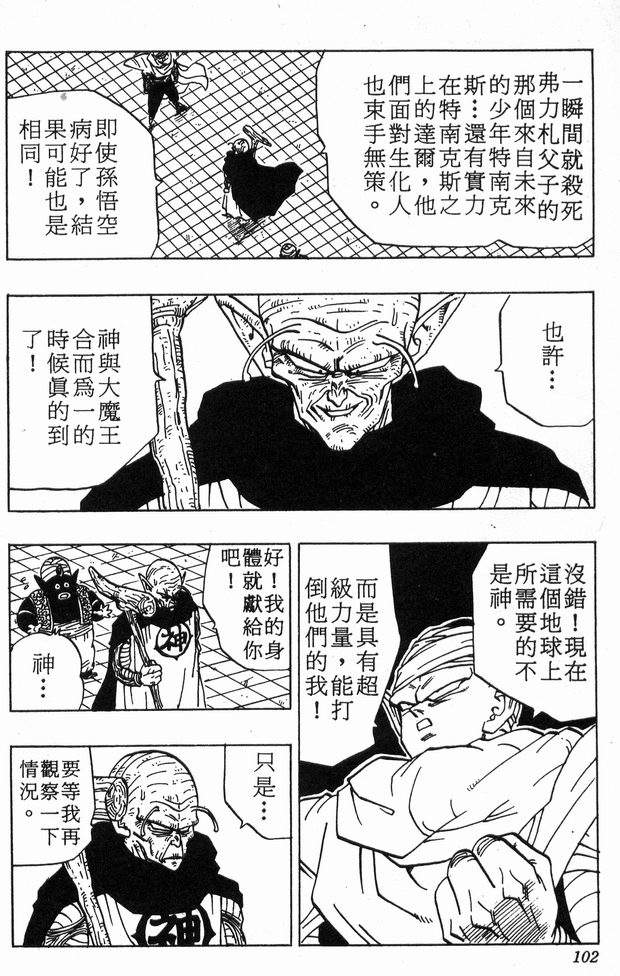 一瞬間就殺死
弗力札父子的
那個來自未來
的少年特南克
斯…還有實力
在特南克斯之
上的達爾，他
們面對生化人
也束手無策。
即使孫悟空
病好了，結
果可能也是
相同！
也許…
神與大魔王
合而爲一的
時候眞的到
了！
沒錯！現在
這個地球上
所需要的不
是神。
而是具有超
級力量，能打
倒他們的我！
好！我的身
體就獻給你
吧！
神
神…
只是…
要等我再
觀察一下
情況。
神
102